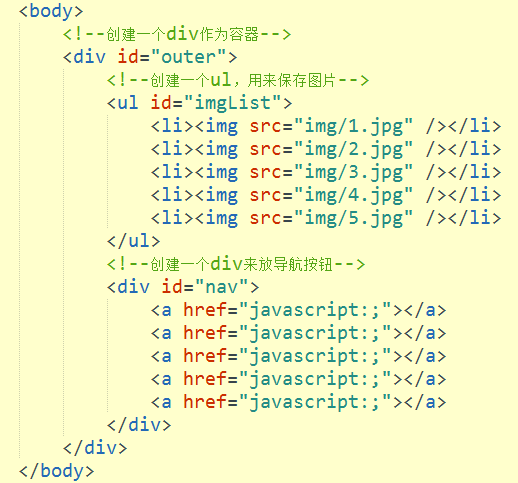 <body>
<!--创建一个div作为容器-->
<div id="outer">
<!--创建一个ul，用来保存图片-->
<ul id="imgList">
<li><img src="img/1.jpg" /></li>
<li><img src="img/2.jpg" /></li>
<li><img src="img/3.jpg" /></li>
<li><img src="img/4.jpg" /></li>
<li><img src="img/5.jpg" /></li>
</ul>
<!--创建一个div来放导航按钮-->
<div id="nav">
<a href="javascript:;"></a>
<a href="javascript:;"></a>
<a href="javascript:;"></a>
<a href="javascript:;"></a>
<a href="javascript:;"></a>
</div>
</div>
</body>